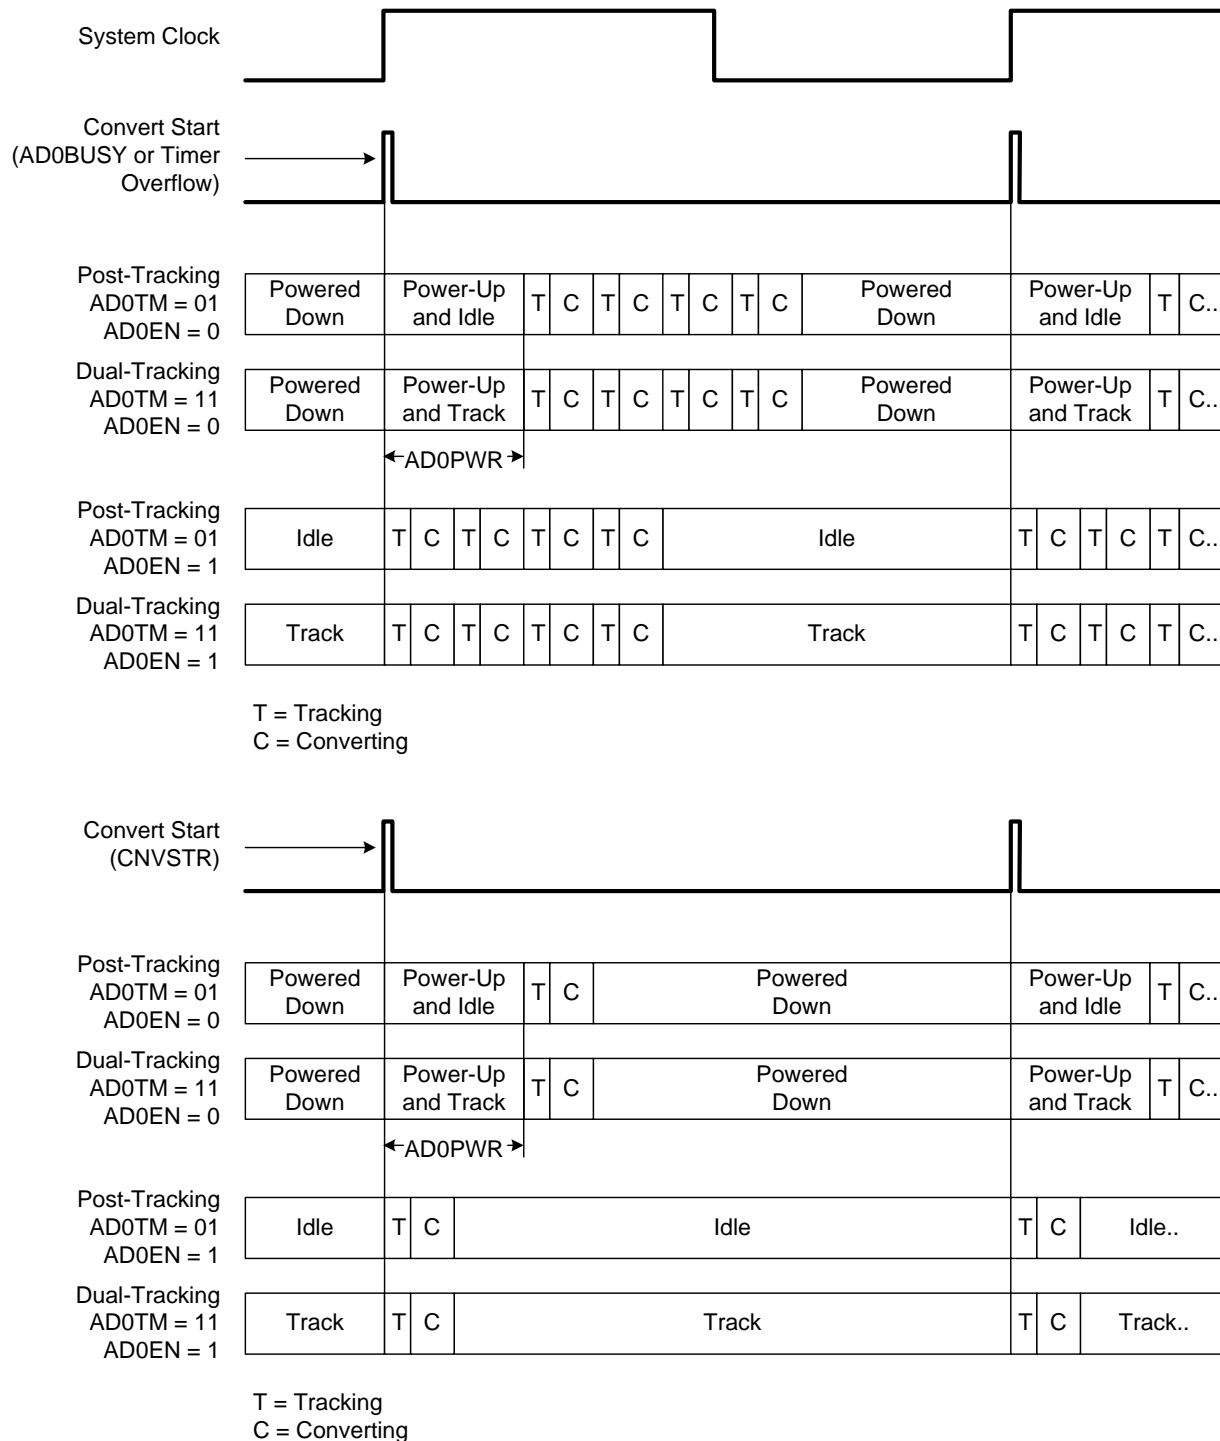 System Clock
Convert Start
(AD0BUSY or Timer
Overflow)
Post-Tracking
AD0TM = 01
AD0EN = 0
Powered
Down
Power-Up
and Idle
T C T C T C T C
Powered
Down
Power-Up
and Idle
T C..
Dual-Tracking
AD0TM = 11
AD0EN = 0
Powered
Down
Power-Up
and Track
T C T C T C T C
Powered
Down
Power-Up
and Track
T C..
AD0PWR
Post-Tracking
AD0TM = 01
AD0EN = 1
Idle T C T C T C T C Idle T C T C T C..
Dual-Tracking
AD0TM = 11
AD0EN = 1
Track T C T C T C T C Track T C T C T C..
T = Tracking
C = Converting
Convert Start
(CNVSTR)
Post-Tracking
AD0TM = 01
AD0EN = 0
Powered
Down
Power-Up
and Idle
T C
Powered
Down
Power-Up
and Idle
T C..
Dual-Tracking
AD0TM = 11
AD0EN = 0
Powered
Down
Power-Up
and Track
T C
Powered
Down
Power-Up
and Track
T C..
AD0PWR
Post-Tracking
AD0TM = 01
AD0EN = 1
Idle T C Idle T C Idle..
Dual-Tracking
AD0TM = 11
AD0EN = 1
Track T C Track T C Track..
T = Tracking
C = Converting